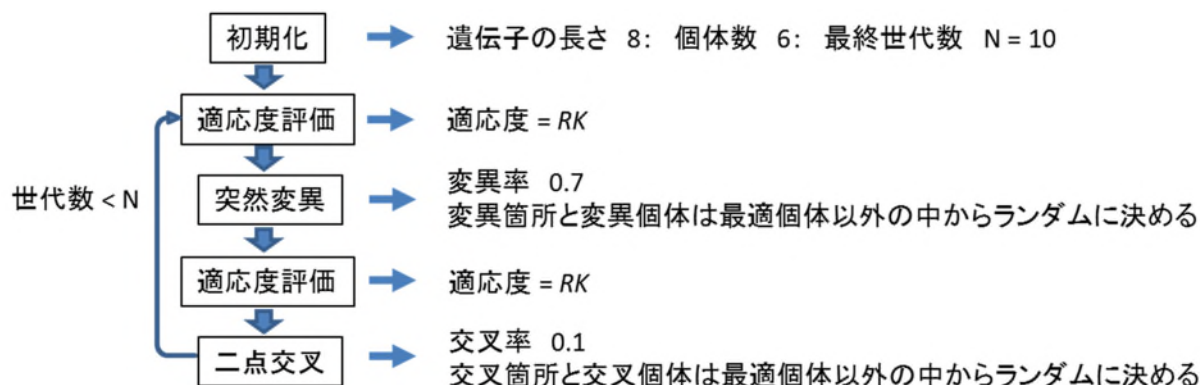 初期化
遺伝子の長さ 8: 個体数 6: 最終世代数 N = 10
適応度評価
適応度 = RK
世代数 < N
突然変異
変異率 0.7
変異箇所と変異個体は最適個体以外の中からランダムに決める
適応度評価
適応度 = RK
二点交叉
交叉率 0.1
交叉箇所と交叉個体は最適個体以外の中からランダムに決める